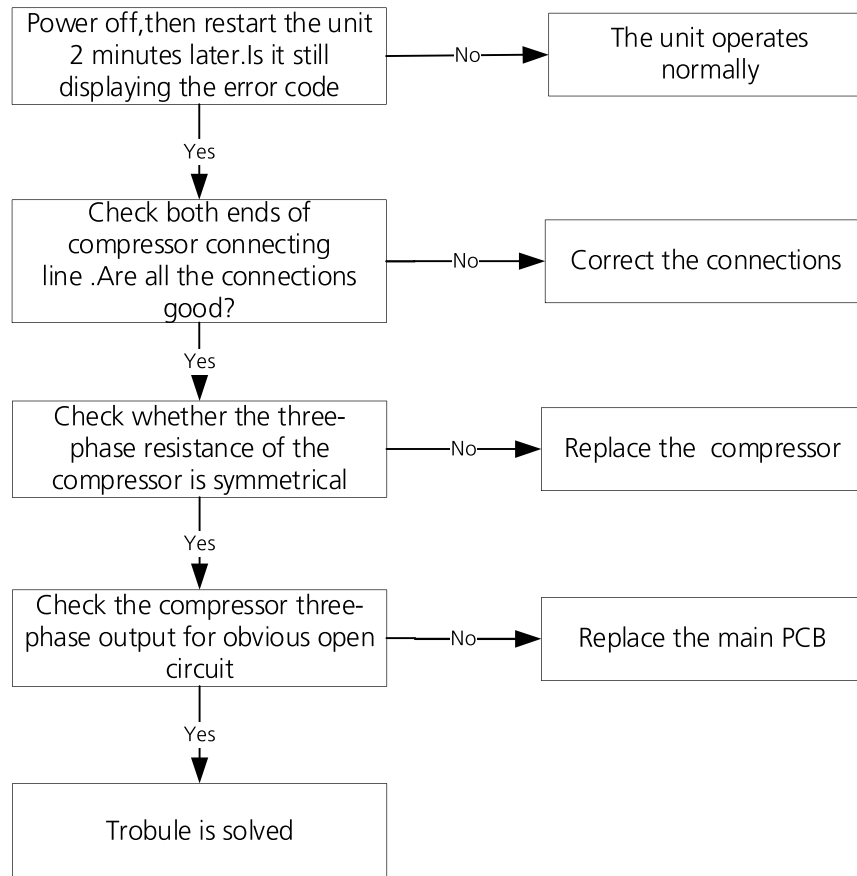 Power off,then restart the unit
2 minutes later.Is it still
displaying the error code
No
The unit operates
normally
Yes
Check both ends of
compressor connecting
line .Are all the connections
good?
No
Correct the connections
Yes
Check whether the three-
phase resistance of the
compressor is symmetrical
No
Replace the  compressor
Yes
Check the compressor three-
phase output for obvious open
circuit
No
Replace the main PCB
Yes
Trobule is solved